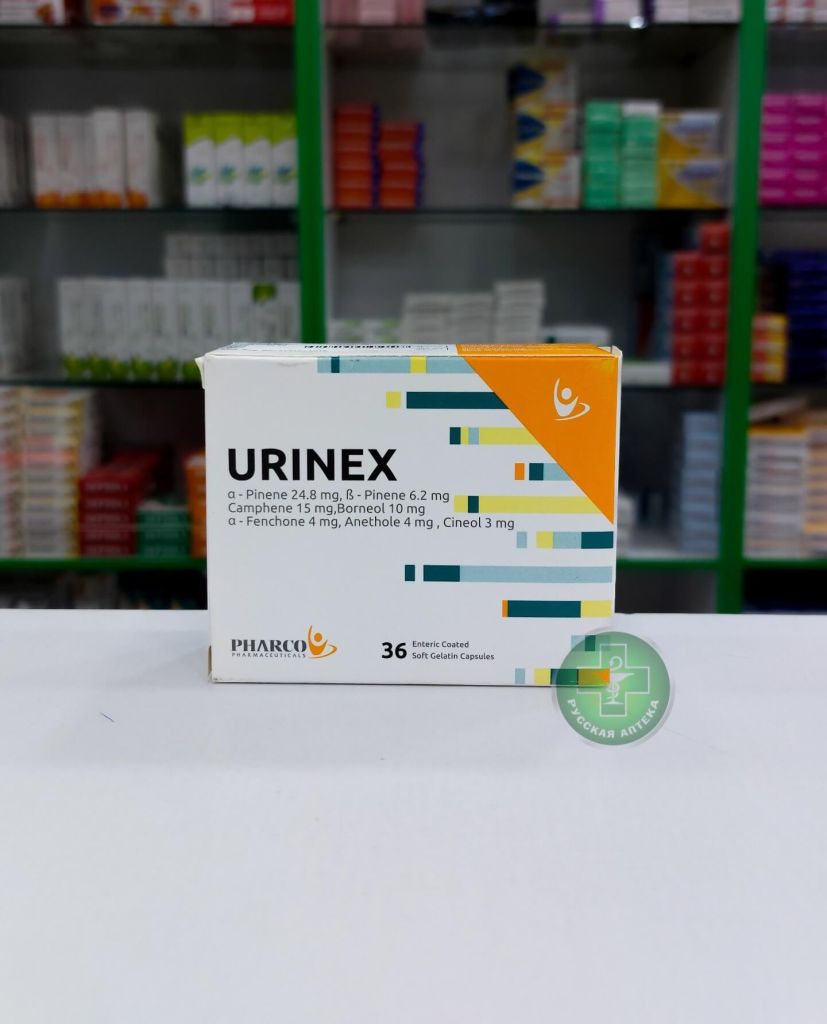 URINEX
α - Pinene 24.8 mg, ß - Pinene 6.2 mg
Camphene 15 mg,Borneol 10 mg
α - Fenchone 4 mg, Anethole 4 mg , Cineol 3 mg
PHARCO
PHARMACEUTICALS
36 Enteric Coated
Soft Gelatin Capsules
РУССКАЯ АПТЕКА